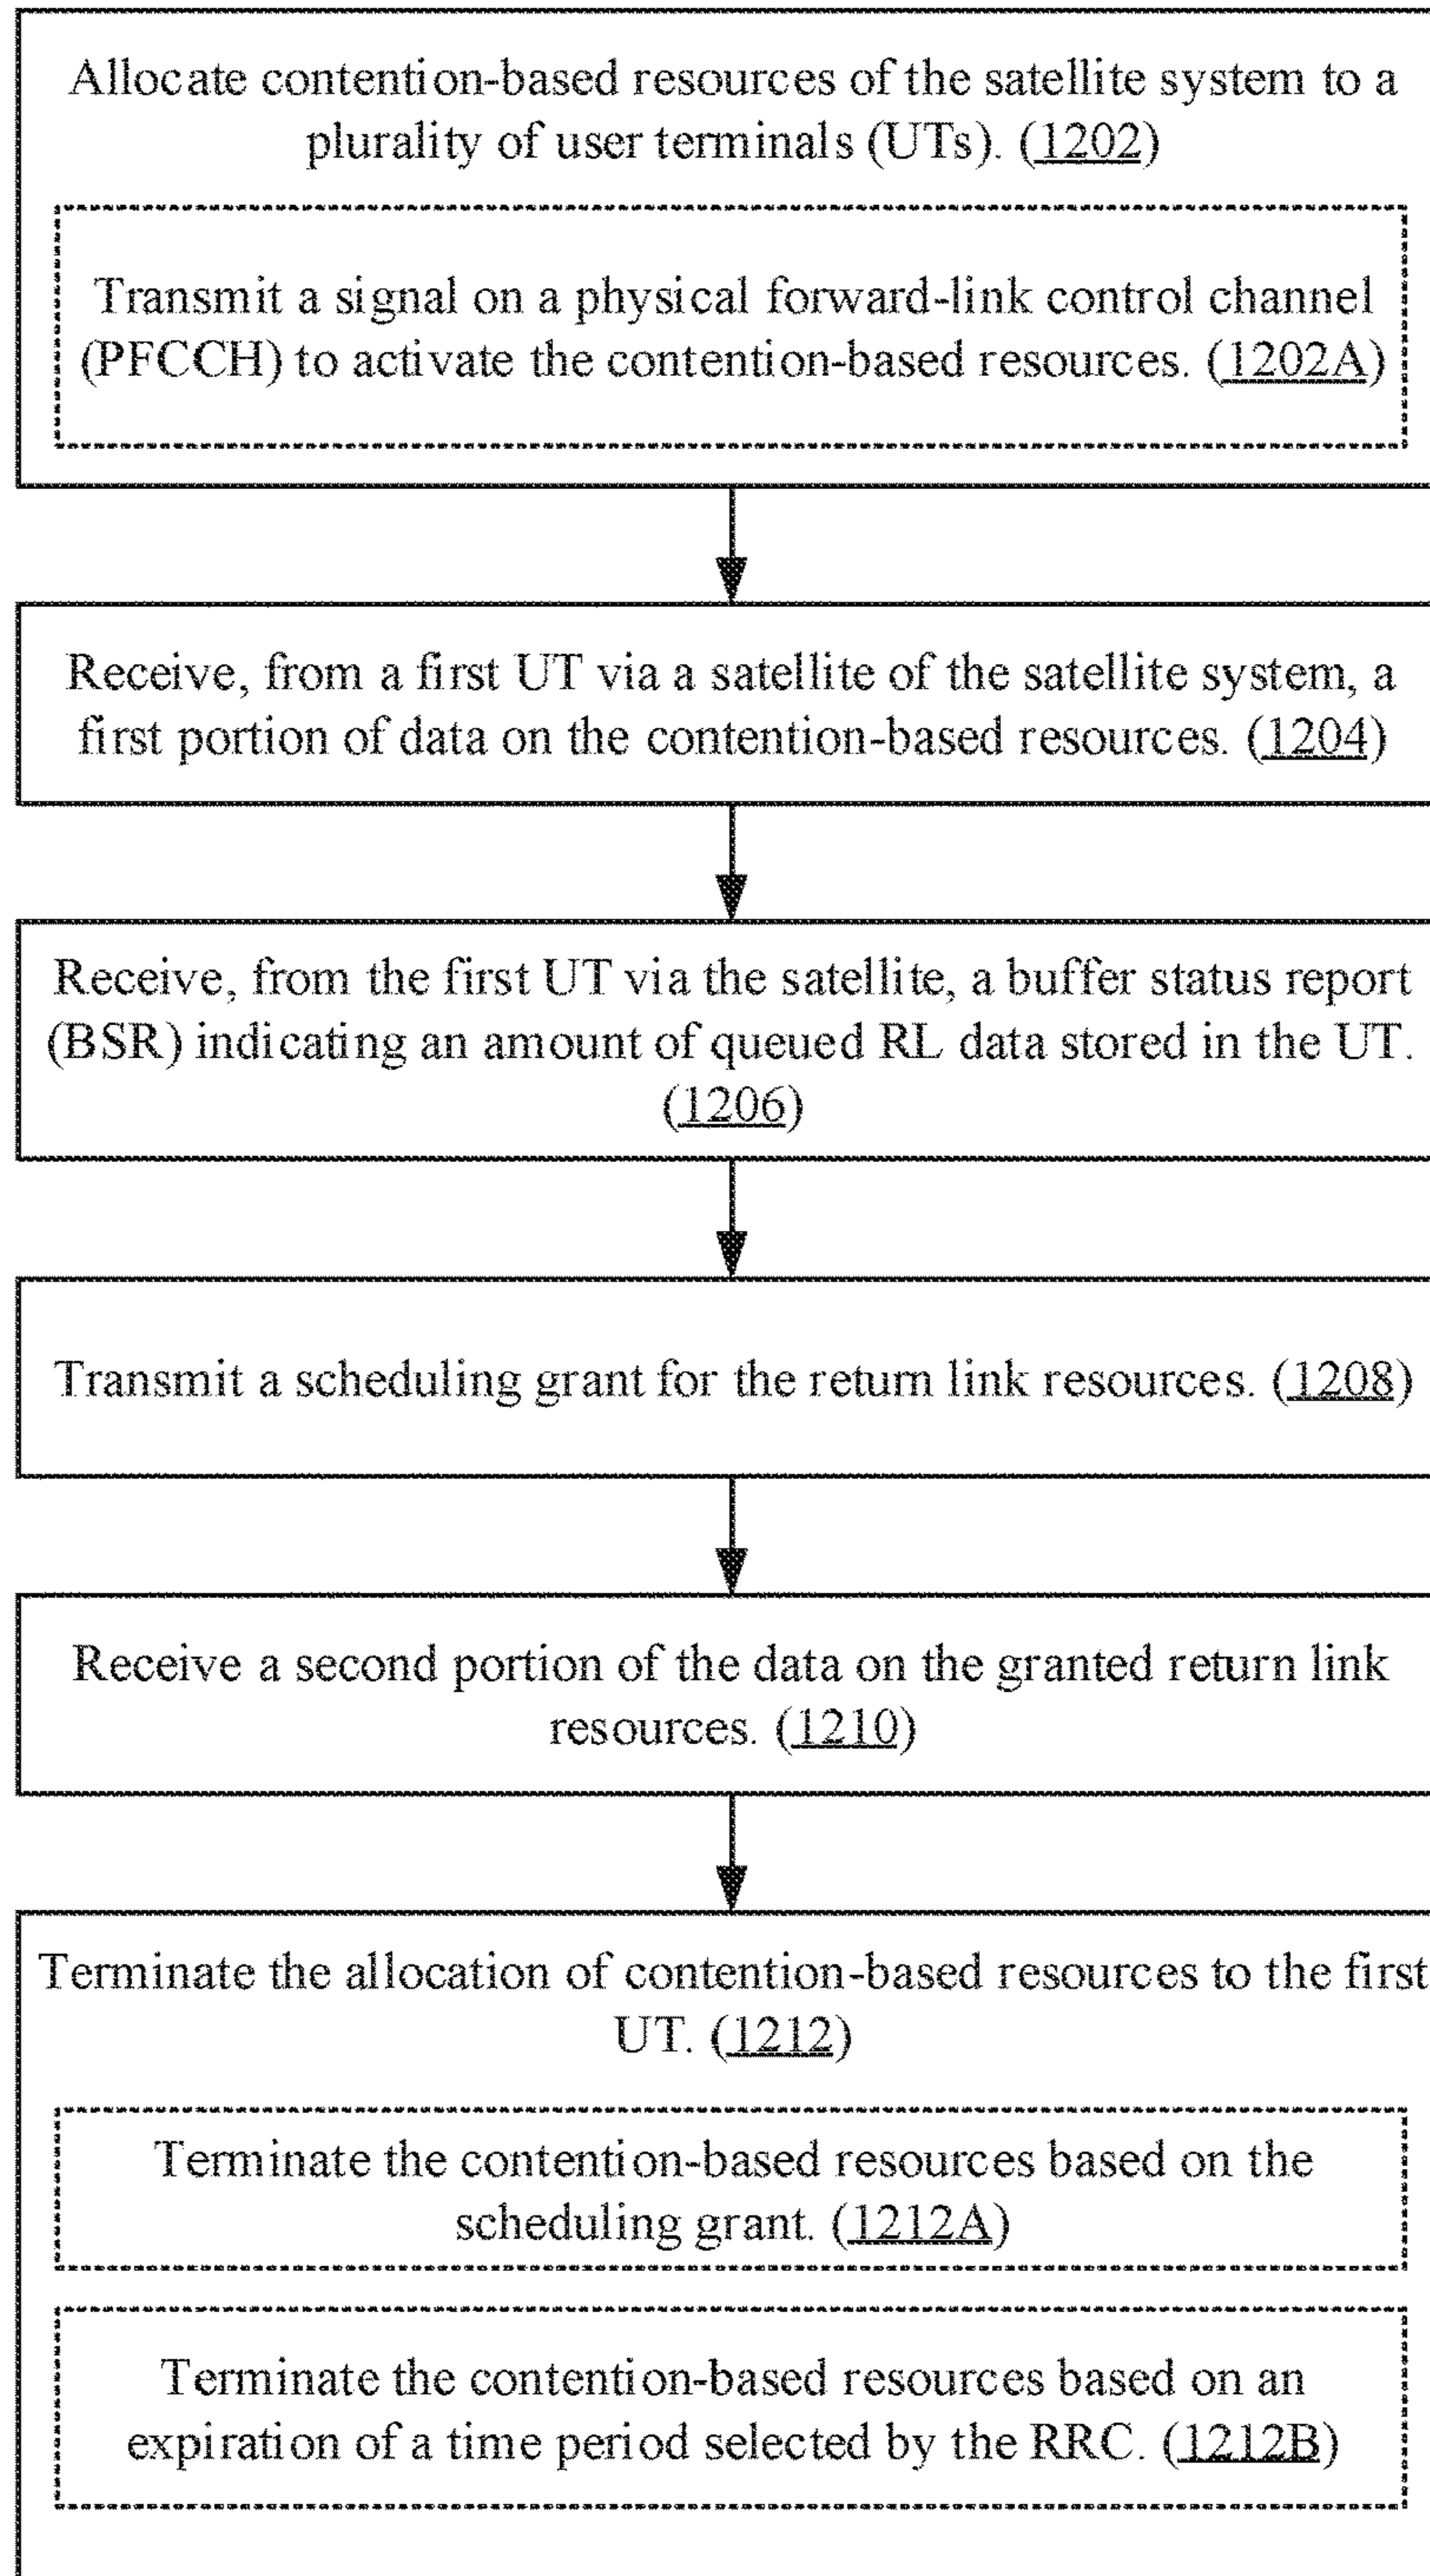 Allocate contention-based resources of the satellite system to a
plurality of user terminals (UTs). (1202)
Transmit a signal on a physical forward-link control channel
(PFCCH) to activate the contention-based resources. (1202A)
Receive, from a first UT via a satellite of the satellite system, a
first portion of data on the contention-based resources. (1204)
Receive, from the first UT via the satellite, a buffer status report
(BSR) indicating an amount of queued RL data stored in the UT.
(1206)
Transmit a scheduling grant for the return link resources. (1208)
Receive a second portion of the data on the granted return link
resources. (1210)
Terminate the allocation of contention-based resources to the first
UT. (1212)
Terminate the contention-based resources based on the
scheduling grant. (1212A)
Terminate the contention-based resources based on an
expiration of a time period selected by the RRC. (1212B)